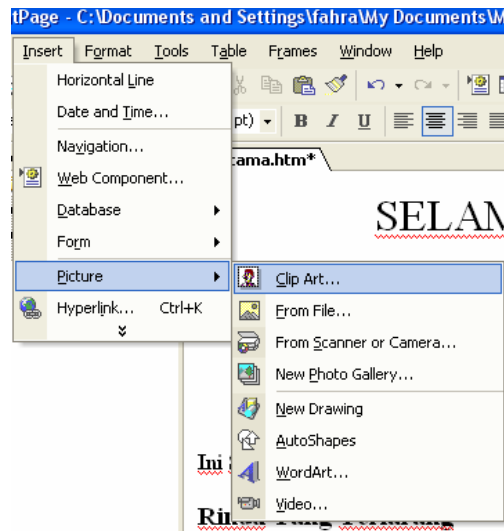 tPage - C:\Documents and Settings\fahra\My Documents\M
Insert Format Tools Table Frames Window Help
Horizontal Line
Date and Time...
pt) B I U
Navigation...
tama.htm*
Web Component...
Database
SELAM
Form
Picture
Clip Art...
Hyperlink... Ctrl+K
From File...
From Scanner or Camera...
New Photo Gallery...
New Drawing
AutoShapes
Ini
WordArt...
Video...